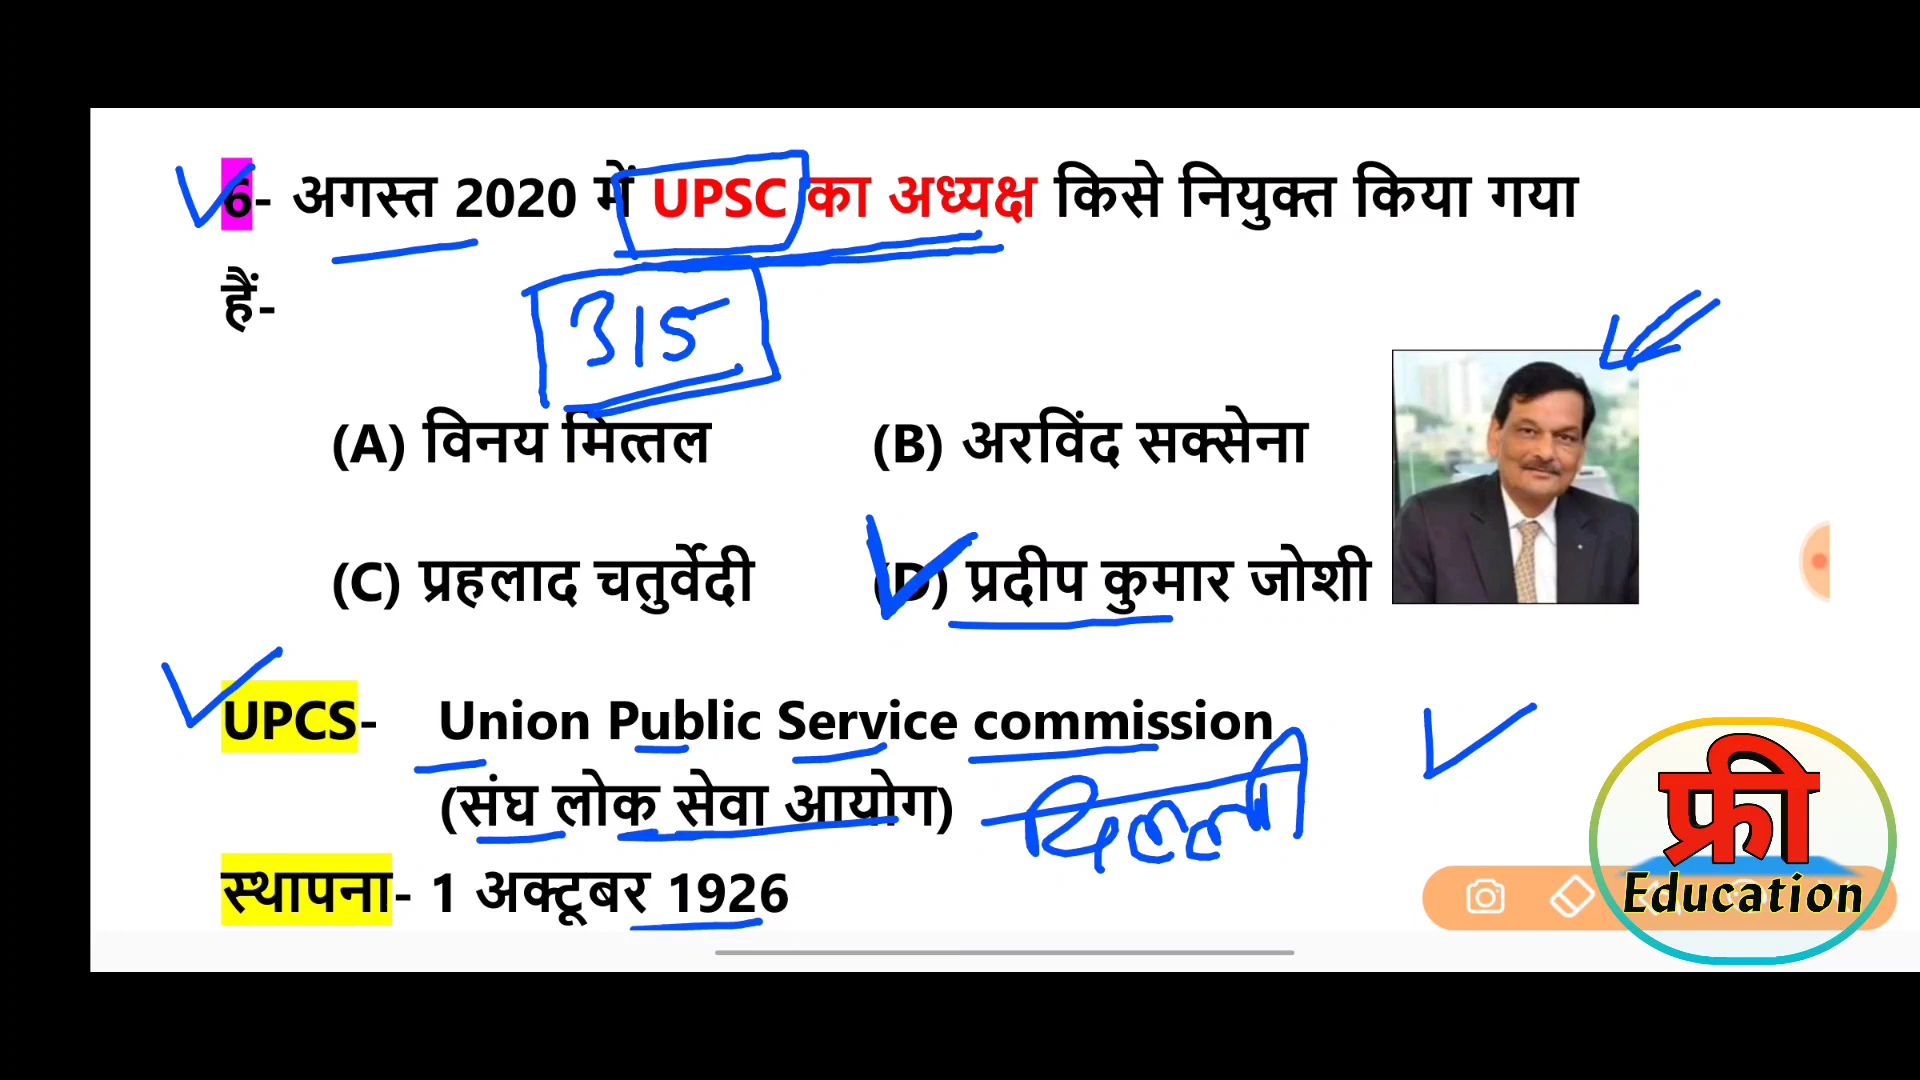 6- अगस्त 2020 में UPSC का अध्यक्ष किसे नियुक्त किया गया
हैं-
315
(A) विनय मित्तल (B) अरविंद सक्सेना
(C) प्रहलाद चतुर्वेदी (D) प्रदीप कुमार जोशी
UPCS- Union Public Service commission
(संघ लोक सेवा आयोग) दिल्ली
स्थापना- 1 अक्टूबर 1926
फ्री
Education